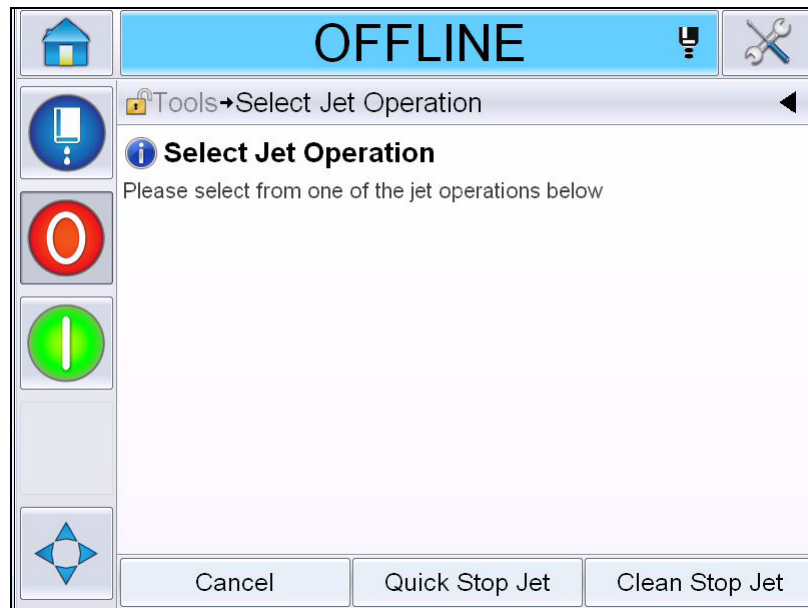 OFFLINE
Tools→Select Jet Operation
Select Jet Operation
Please select from one of the jet operations below
Cancel
Quick Stop Jet
Clean Stop Jet